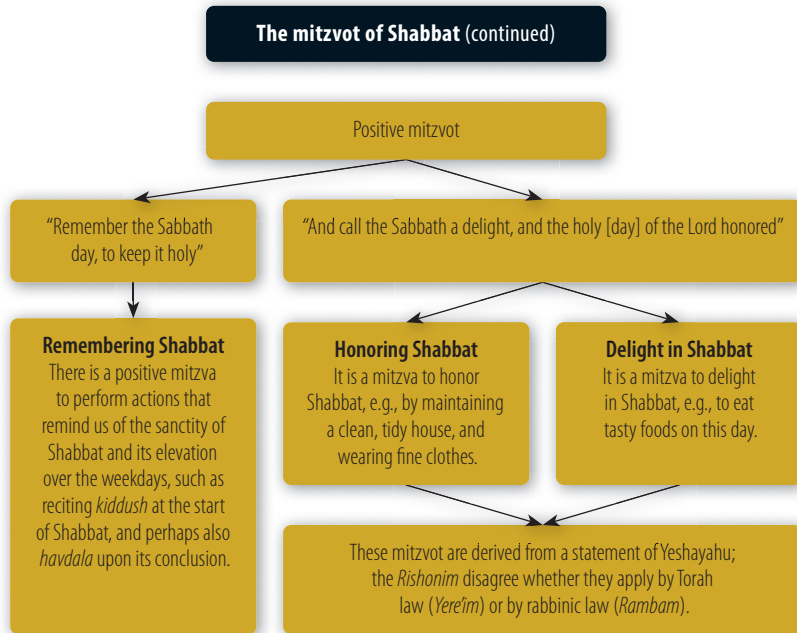 The mitzvot of Shabbat (continued)
Positive mitzvot
“Remember the Sabbath
day, to keep it holy”
“And call the Sabbath a delight, and the holy [day] of the Lord honored”
Remembering Shabbat
There is a positive mitzva
to perform actions that
remind us of the sanctity of
Shabbat and its elevation
over the weekdays, such as
reciting kiddush at the start
of Shabbat, and perhaps also
havdala upon its conclusion.
Honoring Shabbat
It is a mitzva to honor
Shabbat, e.g., by maintaining
a clean, tidy house, and
wearing fine clothes.
Delight in Shabbat
It is a mitzva to delight
in Shabbat, e.g., to eat
tasty foods on this day.
These mitzvot are derived from a statement of Yeshayahu;
the Rishonim disagree whether they apply by Torah
law (Yere’im) or by rabbinic law (Rambam).